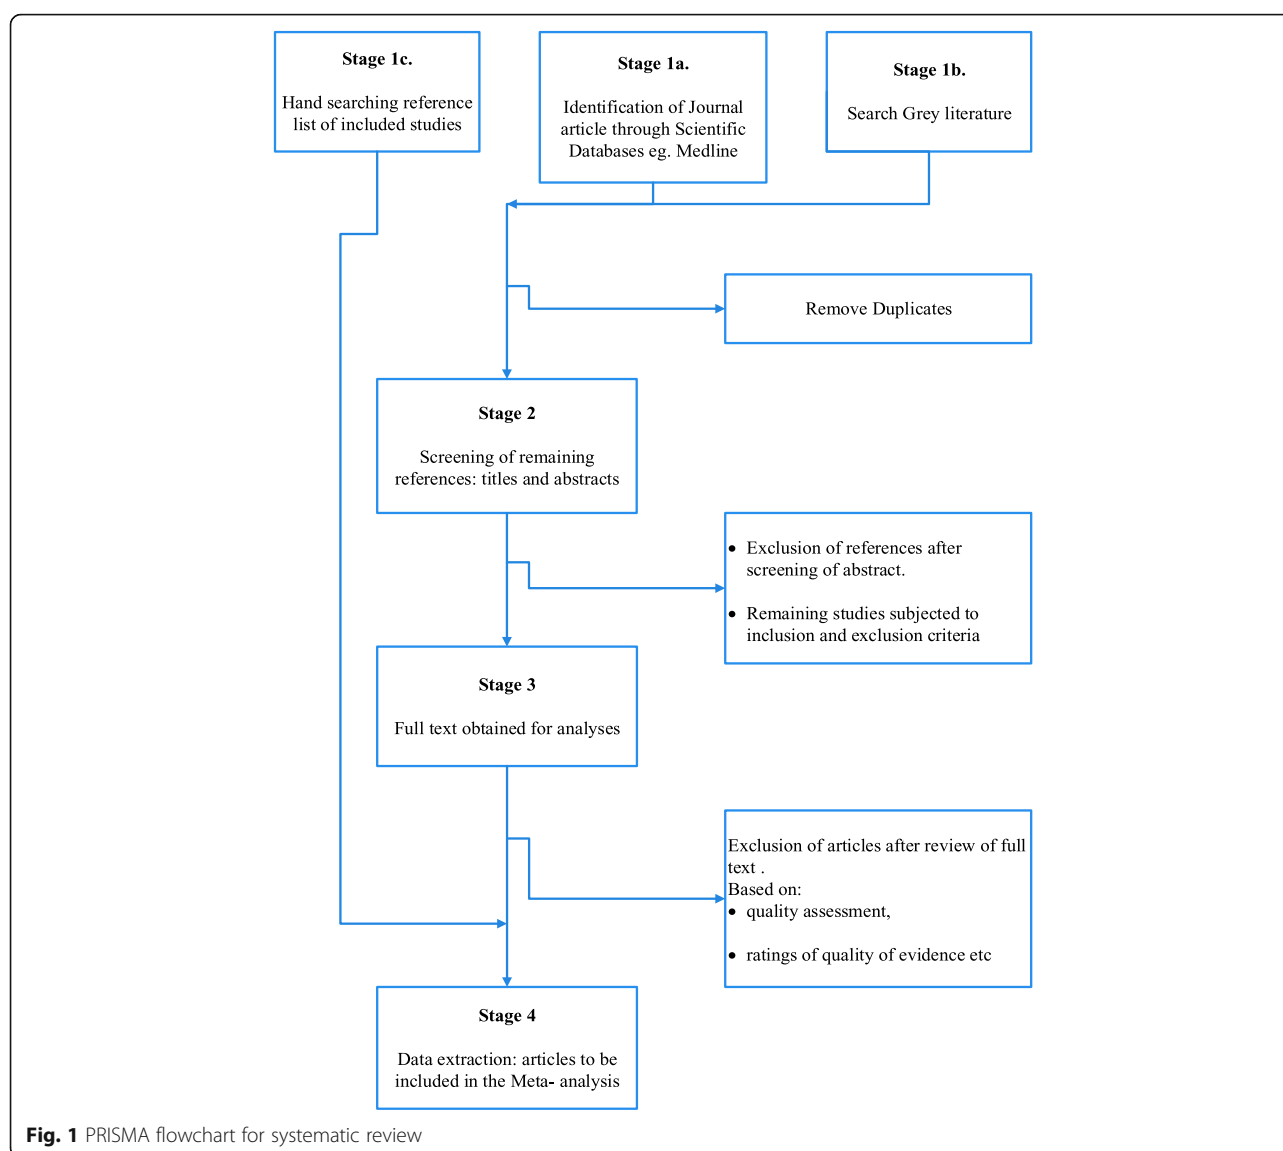 Stage 1c.
Hand searching reference
list of included studies
Stage 1a.
Identification of Journal
article through Scientific
Databases eg. Medline
Stage 1b.
Search Grey literature
Remove Duplicates
Stage 2
Screening of remaining
references: titles and abstracts
• Exclusion of references after
screening of abstract.
• Remaining studies subjected to
inclusion and exclusion criteria
Stage 3
Full text obtained for analyses
Exclusion of articles after review of full
text .
Based on:
• quality assessment,
• ratings of quality of evidence etc
Stage 4
Data extraction: articles to be
included in the Meta- analysis
Fig. 1 PRISMA flowchart for systematic review